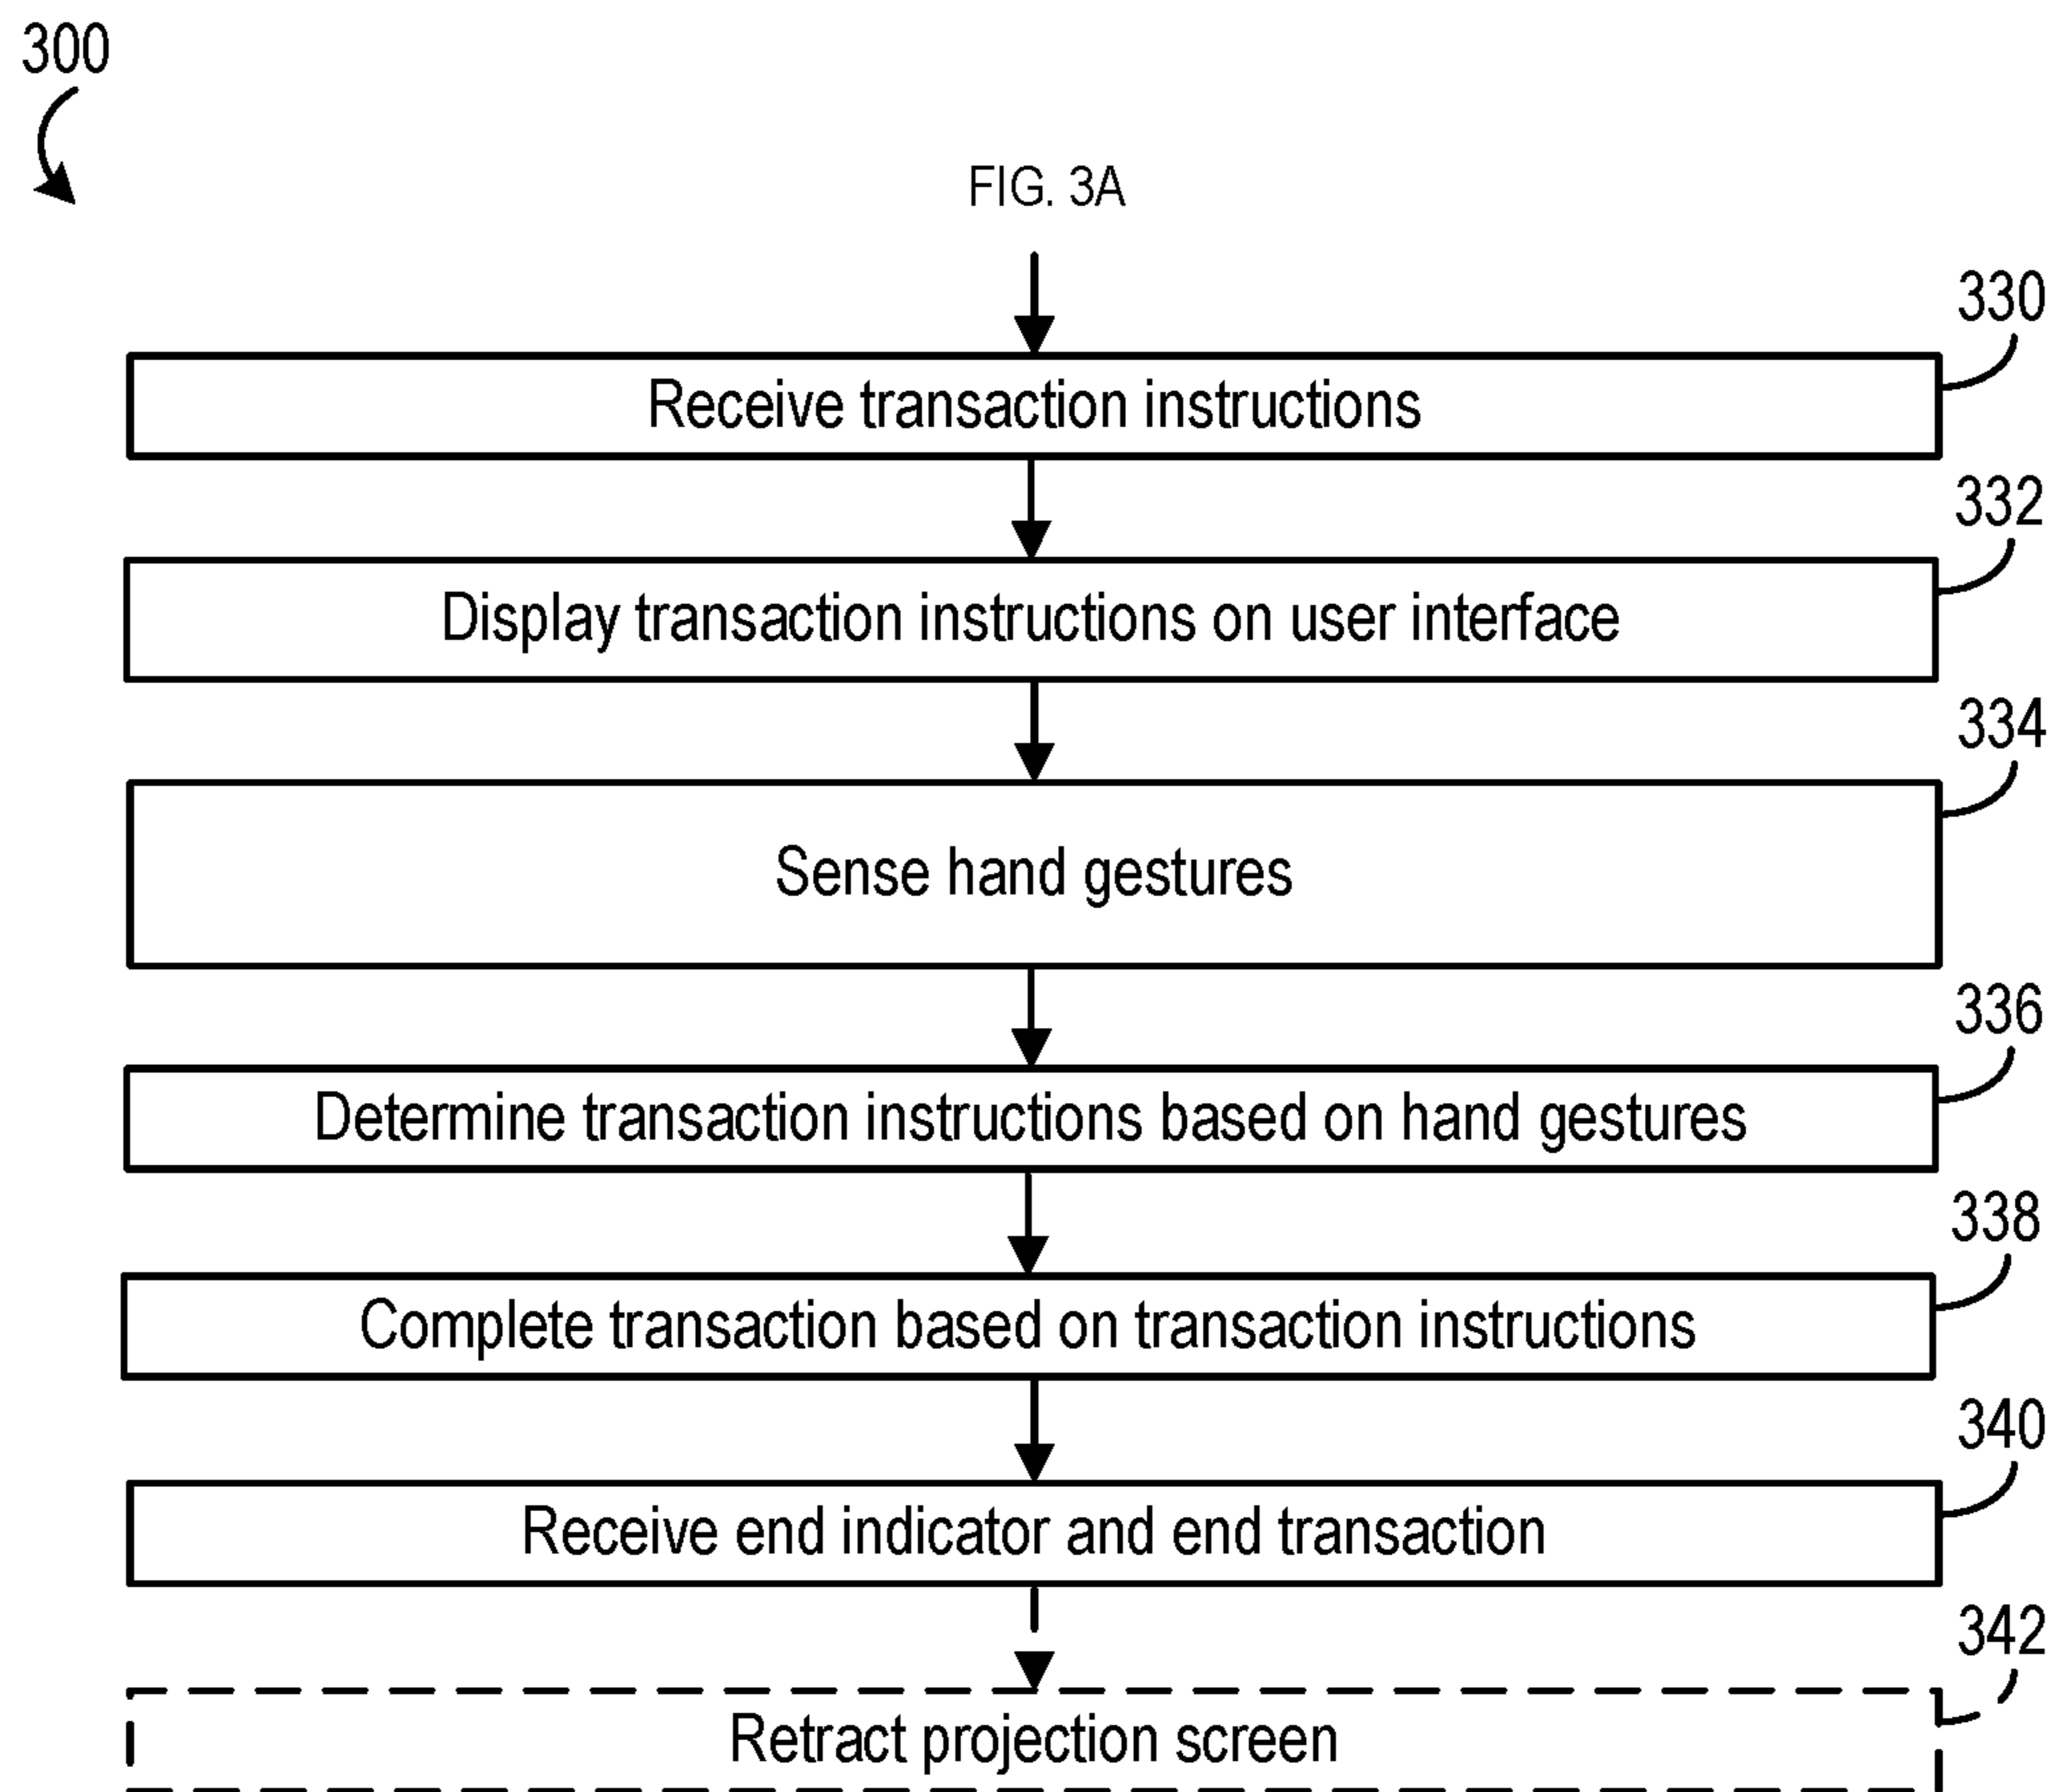 300
FIG. 3A
330
Receive transaction instructions
332
Display transaction instructions on user interface
334
Sense hand gestures
336
Determine transaction instructions based on hand gestures
338
Complete transaction based on transaction instructions
340
Receive end indicator and end transaction
342
Retract projection screen